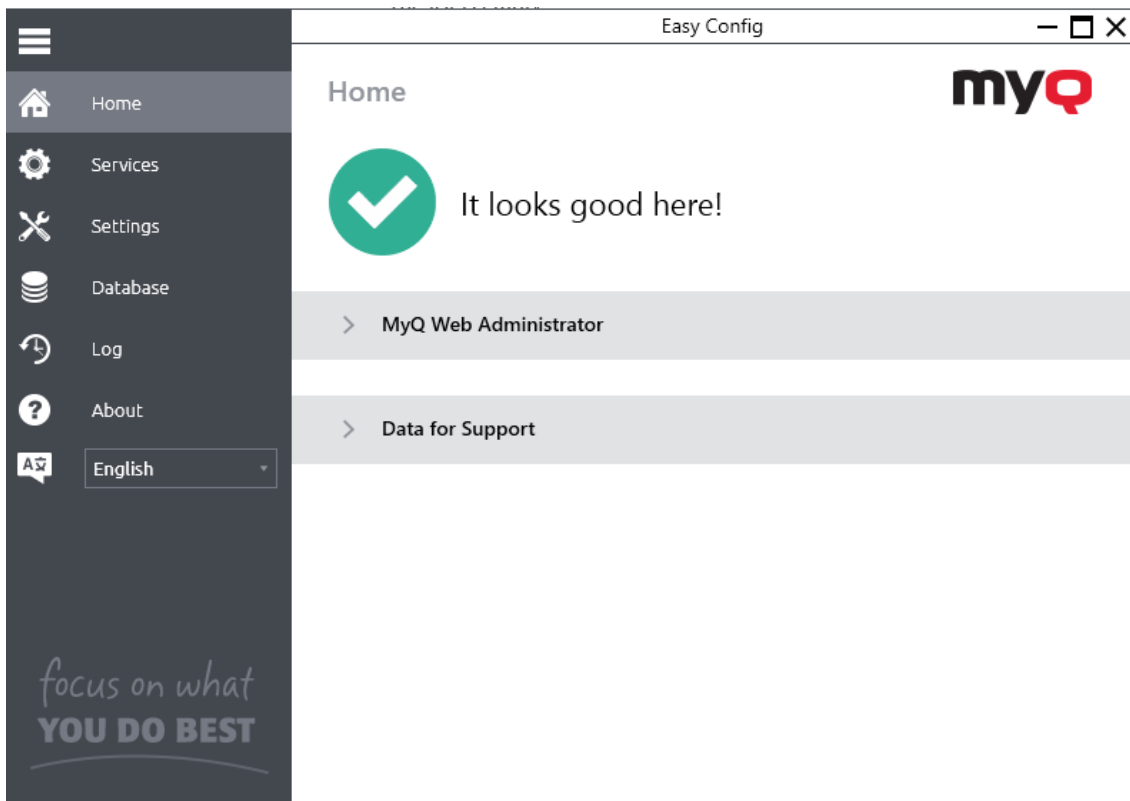 Easy Config
Home
Services
Settings
Database
Log
About
English
focus on what
YOU DO BEST
Home
myQ
It looks good here!
MyQ Web Administrator
Data for Support